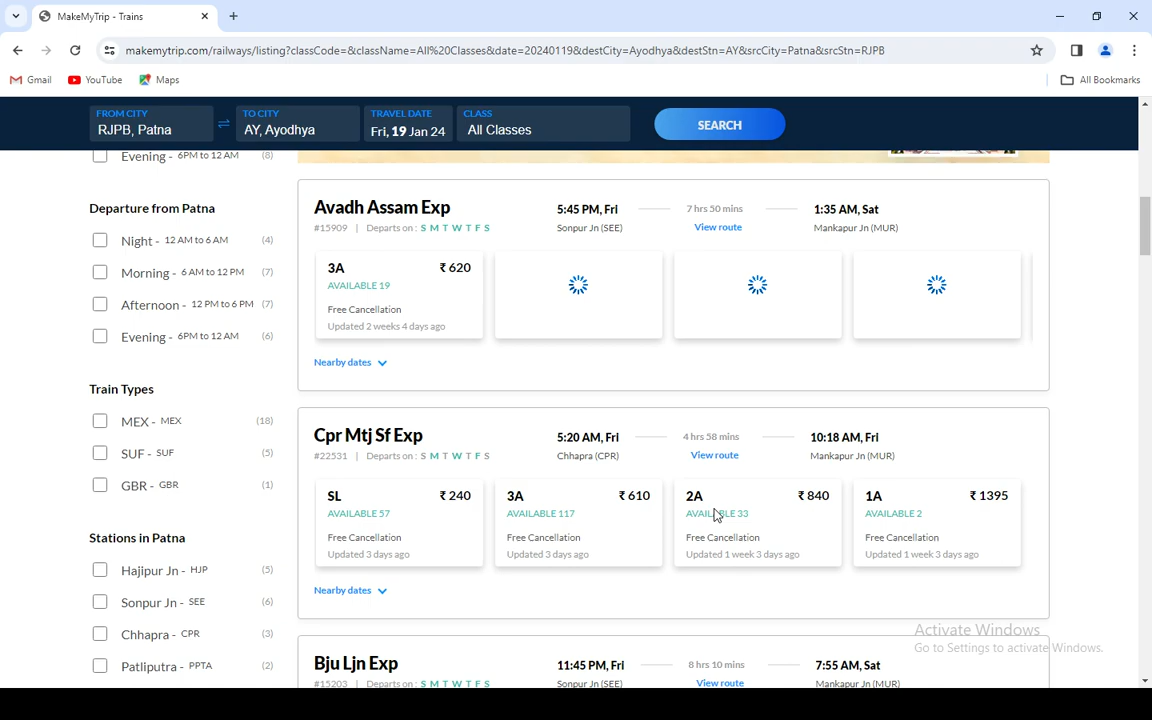 MakeMyTrip - Trains
makemytrip.com/railways/listing?classCode=&className=All%20Classes&date=20240119&destCity=Ayodhya&destStn=AY&srcCity=Patna&srcStn=RJPB
Gmail YouTube Maps All Bookmarks
FROM CITY TO CITY TRAVEL DATE CLASS
RJPB, Patna AY, Ayodhya Fri, 19 Jan 24 All Classes SEARCH
Evening - 6PM to 12 AM (8)
Departure from Patna
Night - 12 AM to 6 AM (4)
Morning - 6 AM to 12 PM (7)
Afternoon - 12 PM to 6 PM (7)
Evening - 6PM to 12 AM (6)
Train Types
MEX - MEX (18)
SUF - SUF (5)
GBR - GBR (1)
Stations in Patna
Hajipur Jn - HJP (5)
Sonpur Jn - SEE (6)
Chhapra - CPR (3)
Patliputra - PPTA (2)
Avadh Assam Exp 5:45 PM, Fri 7 hrs 50 mins 1:35 AM, Sat
#15909 | Departs on : S M T W T F S Sonpur Jn (SEE) View route Mankapur Jn (MUR)
3A ₹ 620
AVAILABLE 19
Free Cancellation
Updated 2 weeks 4 days ago
Nearby dates
Cpr Mtj Sf Exp 5:20 AM, Fri 4 hrs 58 mins 10:18 AM, Fri
#22531 | Departs on : S M T W T F S Chhapra (CPR) View route Mankapur Jn (MUR)
SL ₹ 240 3A ₹ 610 2A ₹ 840 1A ₹ 1395
AVAILABLE 57 AVAILABLE 117 AVAILABLE 33 AVAILABLE 2
Free Cancellation Free Cancellation Free Cancellation Free Cancellation
Updated 3 days ago Updated 3 days ago Updated 1 week 3 days ago Updated 1 week 3 days ago
Nearby dates
Activate Windows
Go to Settings to activate Windows.
Bju Ljn Exp 11:45 PM, Fri 8 hrs 10 mins 7:55 AM, Sat
#15203 | Departs on : S M T W T F S Sonpur Jn (SEE) View route Mankapur Jn (MUR)